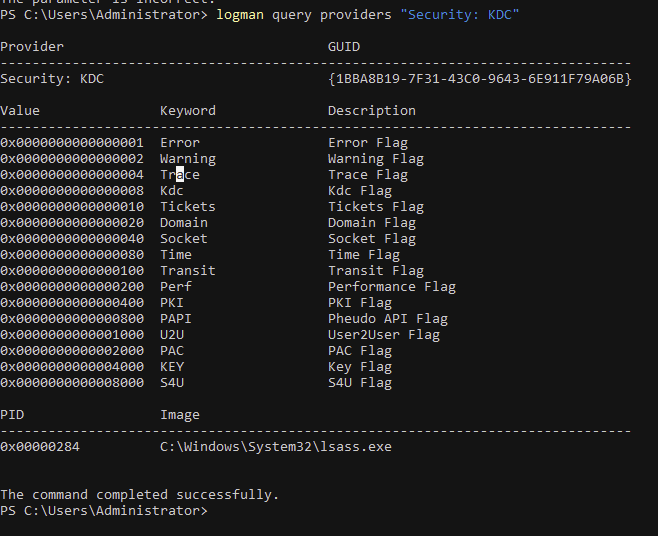 The parameter is incorrect.
PS C:\Users\Administrator> logman query providers "Security: KDC"
Provider GUID
-------------------------------------------------------------------------------
Security: KDC {1BBA8B19-7F31-43C0-9643-6E911F79A06B}
Value Keyword Description
-------------------------------------------------------------------------------
0x0000000000000001 Error Error Flag
0x0000000000000002 Warning Warning Flag
0x0000000000000004 Trace Trace Flag
0x0000000000000008 Kdc Kdc Flag
0x0000000000000010 Tickets Tickets Flag
0x0000000000000020 Domain Domain Flag
0x0000000000000040 Socket Socket Flag
0x0000000000000080 Time Time Flag
0x0000000000000100 Transit Transit Flag
0x0000000000000200 Perf Performance Flag
0x0000000000000400 PKI PKI Flag
0x0000000000000800 PAPI Pheudo API Flag
0x0000000000001000 U2U User2User Flag
0x0000000000002000 PAC PAC Flag
0x0000000000004000 KEY Key Flag
0x0000000000008000 S4U S4U Flag
PID Image
-------------------------------------------------------------------------------
0x00000284 C:\Windows\System32\lsass.exe
The command completed successfully.
PS C:\Users\Administrator>